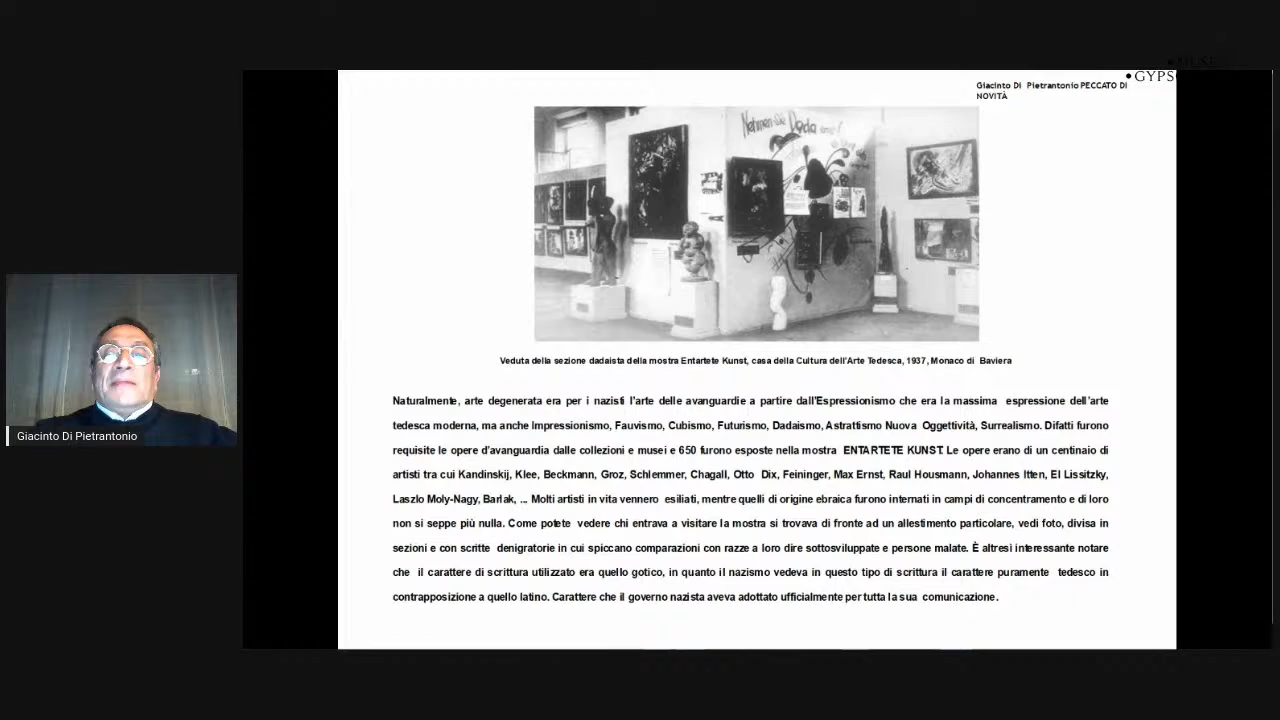 GYPS
Giacinto Di Pietrantonio PECCATO DI
NOVITÀ
Nehmen Sie Dada
Veduta della sezione dadaista della mostra Entartete Kunst, casa della Cultura dell'Arte Tedesca, 1937, Monaco di Baviera
Naturalmente, arte degenerata era per i nazisti l'arte delle avanguardie a partire dall'Espressionismo che era la massima espressione dell'arte
tedesca moderna, ma anche Impressionismo, Fauvismo, Cubismo, Futurismo, Dadaismo, Astrattismo Nuova Oggettività, Surrealismo. Difatti furono
requisite le opere d'avanguardia dalle collezioni e musei e 650 furono esposte nella mostra ENTARTETE KUNST. Le opere erano di un centinaio di
artisti tra cui Kandinskij, Klee, Beckmann, Groz, Schlemmer, Chagall, Otto Dix, Feininger, Max Ernst, Raul Housmann, Johannes Itten, El Lissitzky,
Laszlo Moly-Nagy, Barlak, ... Molti artisti in vita vennero esiliati, mentre quelli di origine ebraica furono internati in campi di concentramento e di loro
non si seppe più nulla. Come potete vedere chi entrava a visitare la mostra si trovava di fronte ad un allestimento particolare, vedi foto, divisa in
sezioni e con scritte denigratorie in cui spiccano comparazioni con razze a loro dire sottosviluppate e persone malate. È altresì interessante notare
che il carattere di scrittura utilizzato era quello gotico, in quanto il nazismo vedeva in questo tipo di scrittura il carattere puramente tedesco in
contrapposizione a quello latino. Carattere che il governo nazista aveva adottato ufficialmente per tutta la sua comunicazione.
Giacinto Di Pietrantonio